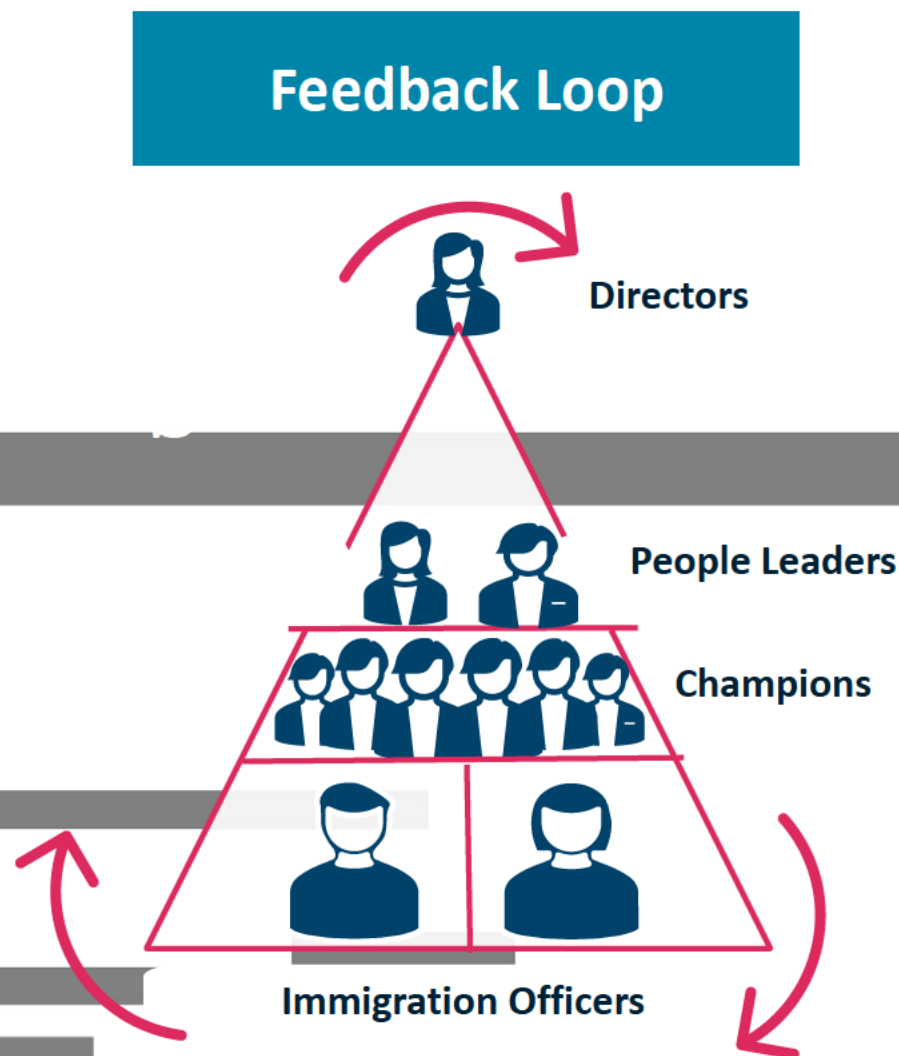 Feedback Loop
Directors
People Leaders
Champions
Immigration Officers